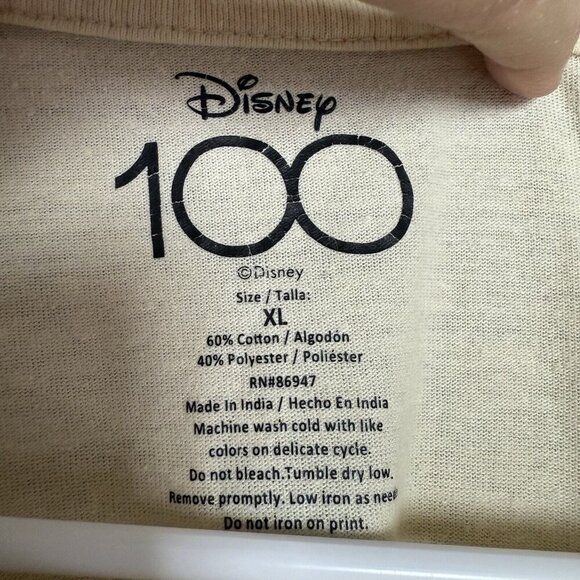 Disney
100
©Disney
Size / Talla:
XL
60% Cotton / Algodón
40% Polyester / Poliéster
RN#86947
Made In India / Hecho En India
Machine wash cold with like
colors on delicate cycle.
Do not bleach.Tumble dry low.
Remove promptly. Low iron as
Do not iron on print.